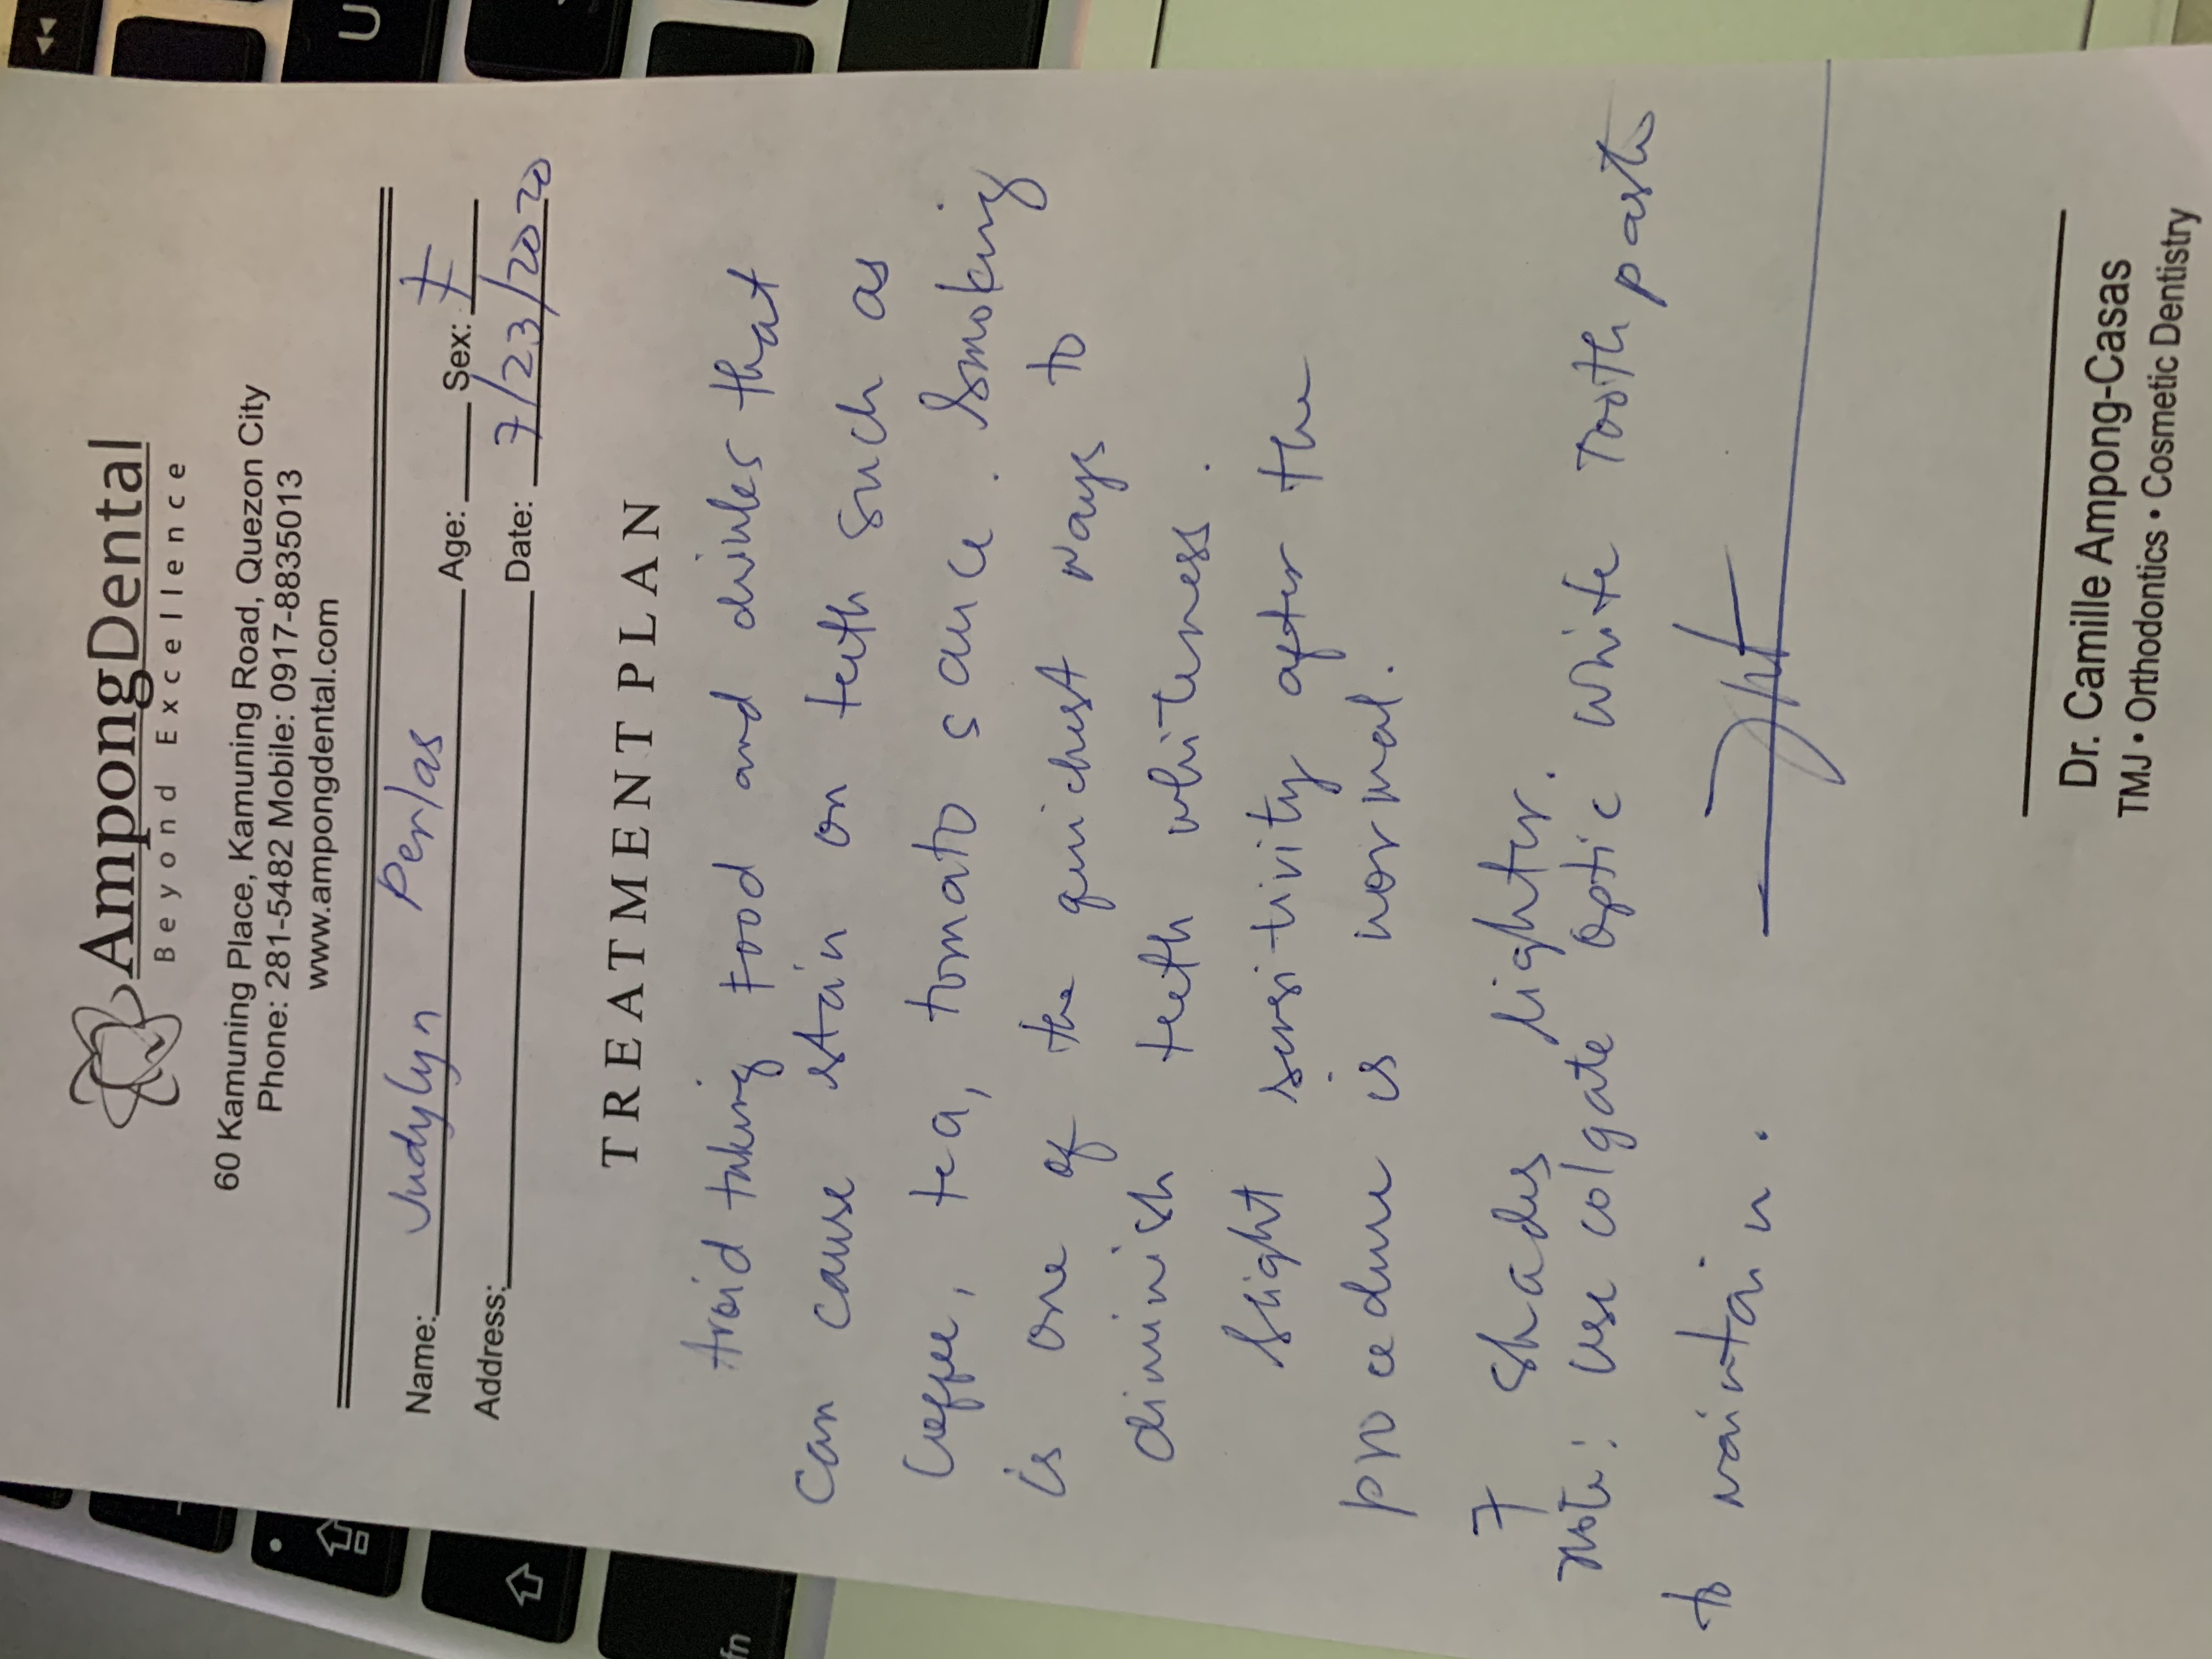 AmpongDental
Beyond Excellence
60 Kamuning Place, Kamuning Road, Quezon City
Phone: 281-5482 Mobile: 0917-8835013
www.ampongdental.com
Name: Judylyn Perlas Age: Sex: F
Address: Date: 7/23/2020
TREATMENT PLAN
Avoid taking Food and drinks that
can cause stain on teeth such as
Coffee, tea, tomato sauce. Smoking
is one of the quickest ways to
diminish teeth whiteness.
Slight sensitivity after the
procedure is normal.
7 shades lighter.
Note: use colgate Optic White Toothpaste
to maintain.
Dr. Camille Ampong-Casas
TMJ • Orthodontics • Cosmetic Dentistry
fn
U